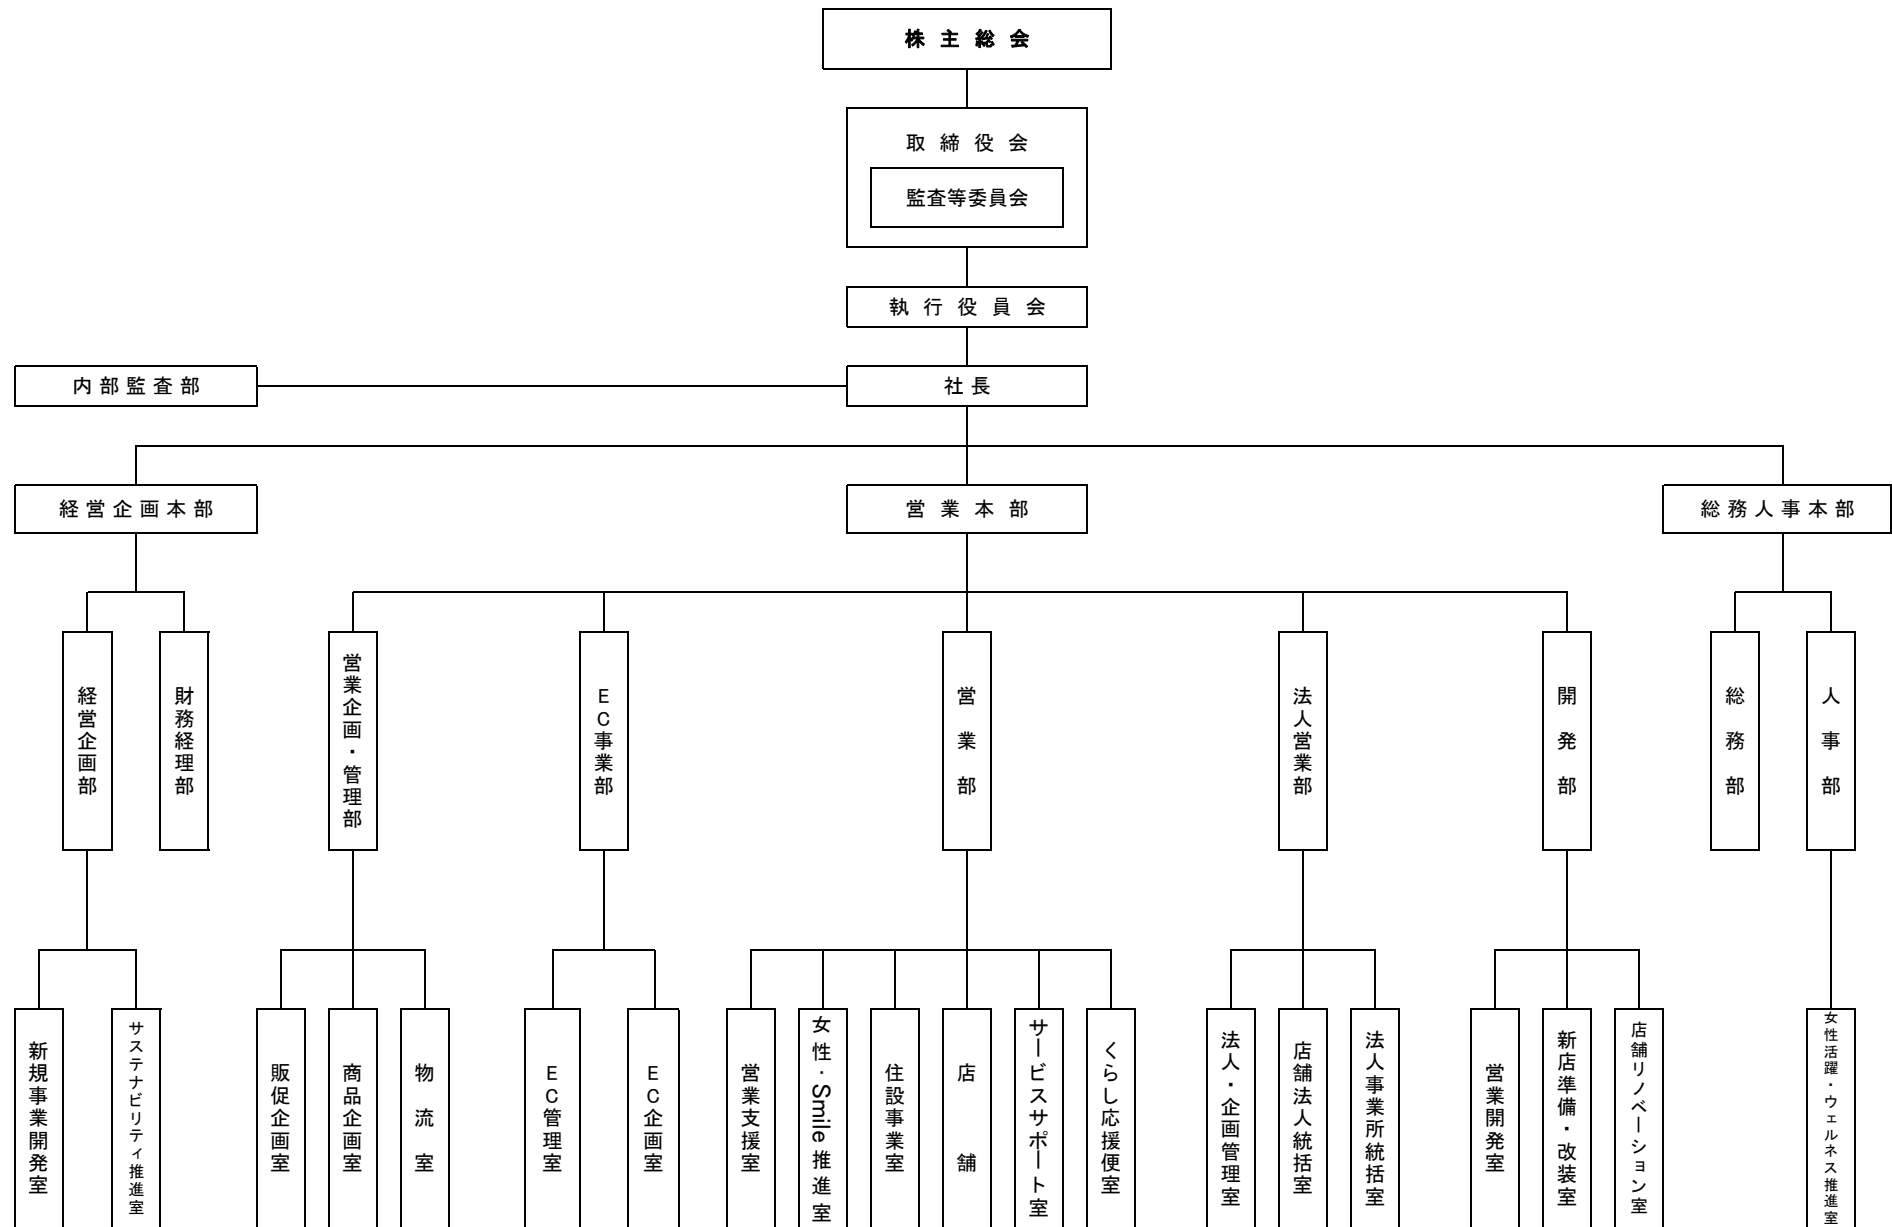 株主総会
取締役会
監査等委員会
執行役員会
内部監査部
社長
経営企画本部
営業本部
総務人事本部
経営企画部
財務経理部
営業企画・管理部
EC事業部
営業部
法人営業部
開発部
総務部
人事部
新規事業開発室
サステナビリティ推進室
販促企画室
商品企画室
物流室
EC管理室
EC企画室
営業支援室
女性・Smile推進室
住設事業室
店舗
サービスサポート室
くらし応援便室
法人・企画管理室
店舗法人統括室
法人事業所統括室
営業開発室
新店準備・改装室
店舗リノベーション室
女性活躍・ウェルネス推進室